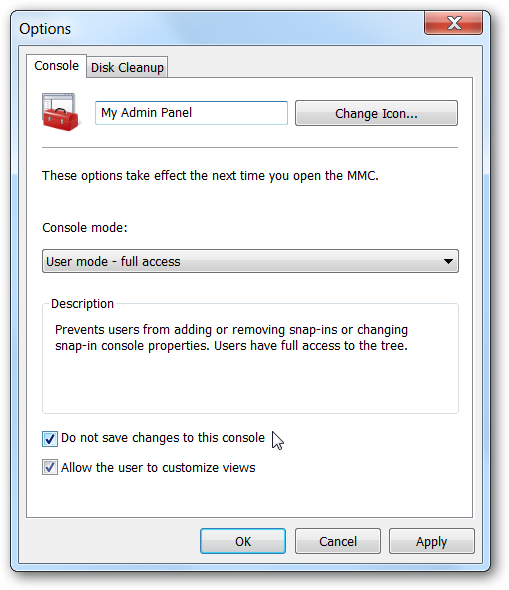 Options
Console
Disk Cleanup
My Admin Panel
Change Icon...
These options take effect the next time you open the MMC.
Console mode:
User mode - full access
Description
Prevents users from adding or removing snap-ins or changing
snap-in console properties. Users have full access to the tree.
Do not save changes to this console
Allow the user to customize views
OK
Cancel
Apply